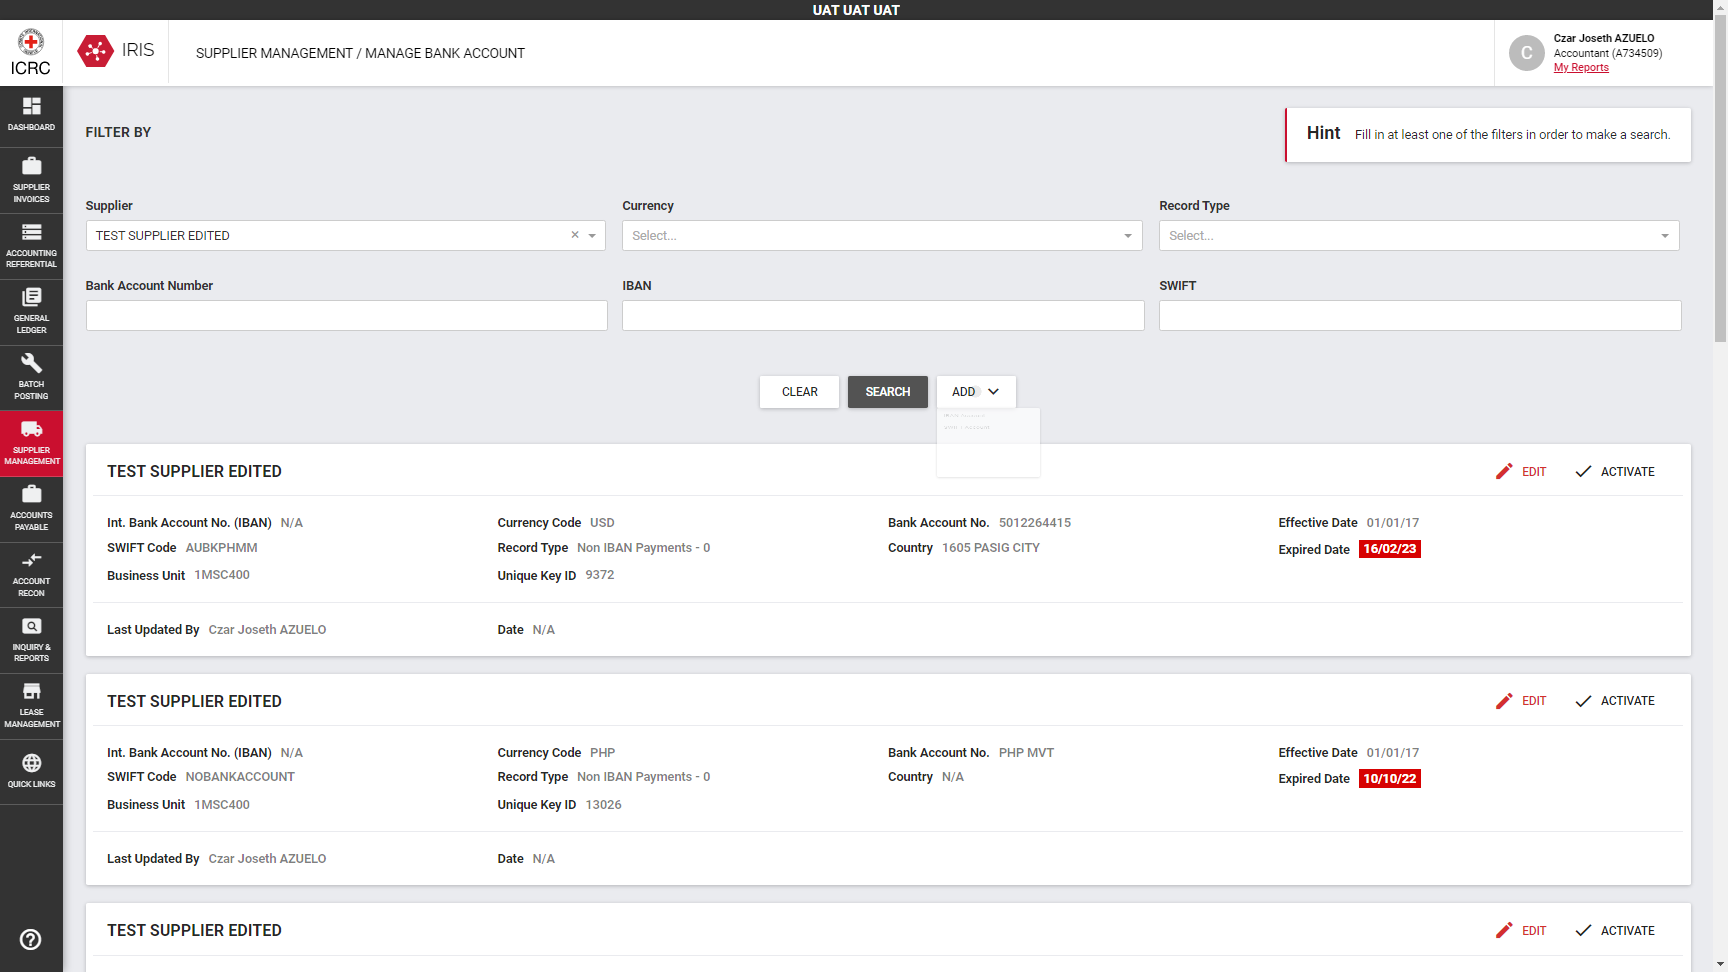 UAT UAT UAT
ICRC
IRIS
SUPPLIER MANAGEMENT / MANAGE BANK ACCOUNT
C
Czar Joseth AZUELO
Accountant (A734509)
My Reports
DASHBOARD
SUPPLIER
INVOICES
ACCOUNTING
REFERENTIAL
GENERAL
LEDGER
BATCH
POSTING
SUPPLIER
MANAGEMENT
ACCOUNTS
PAYABLE
ACCOUNT
RECON
INQUIRY &
REPORTS
LEASE
MANAGEMENT
QUICK LINKS
FILTER BY
Hint Fill in at least one of the filters in order to make a search.
Supplier Currency Record Type
TEST SUPPLIER EDITED × Select... Select...
Bank Account Number IBAN SWIFT
CLEAR SEARCH ADD
TEST SUPPLIER EDITED EDIT ACTIVATE
Int. Bank Account No. (IBAN) N/A Currency Code USD Bank Account No. 5012264415 Effective Date 01/01/17
SWIFT Code AUBKPHMM Record Type Non IBAN Payments - 0 Country 1605 PASIG CITY Expired Date 16/02/23
Business Unit 1MSC400 Unique Key ID 9372
Last Updated By Czar Joseth AZUELO Date N/A
TEST SUPPLIER EDITED EDIT ACTIVATE
Int. Bank Account No. (IBAN) N/A Currency Code PHP Bank Account No. PHP MVT Effective Date 01/01/17
SWIFT Code NOBANKACCOUNT Record Type Non IBAN Payments - 0 Country N/A Expired Date 10/10/22
Business Unit 1MSC400 Unique Key ID 13026
Last Updated By Czar Joseth AZUELO Date N/A
TEST SUPPLIER EDITED EDIT ACTIVATE